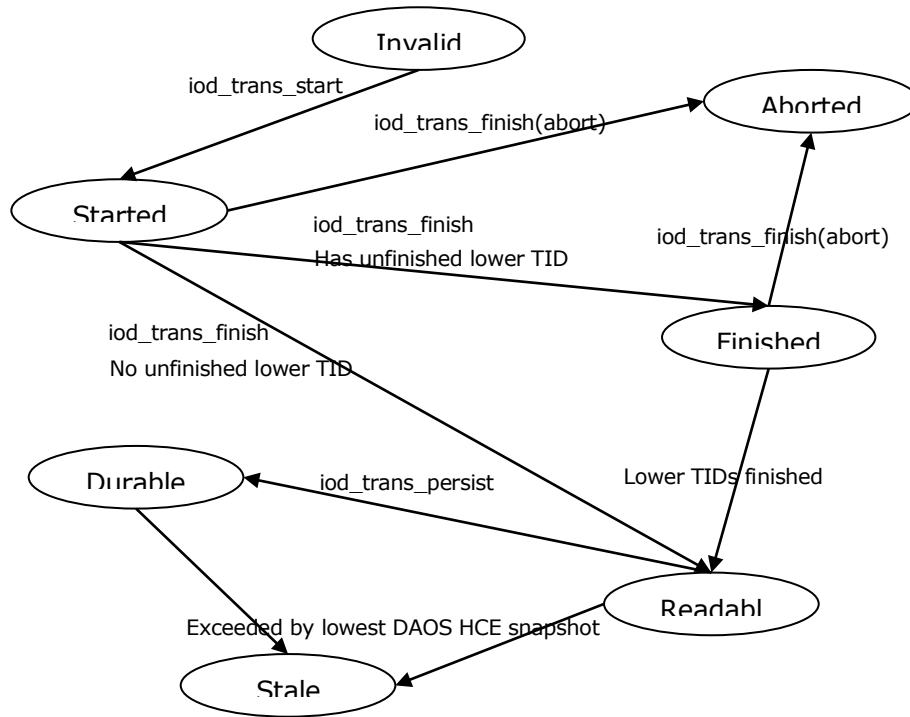 Invalid
iod_trans_start
Aborted
iod_trans_finish(abort)
Started
iod_trans_finish
Has unfinished lower TID
iod_trans_finish(abort)
iod_trans_finish
No unfinished lower TID
Finished
Durable
iod_trans_persist
Lower TIDs finished
Readabl
Exceeded by lowest DAOS HCE snapshot
Stale